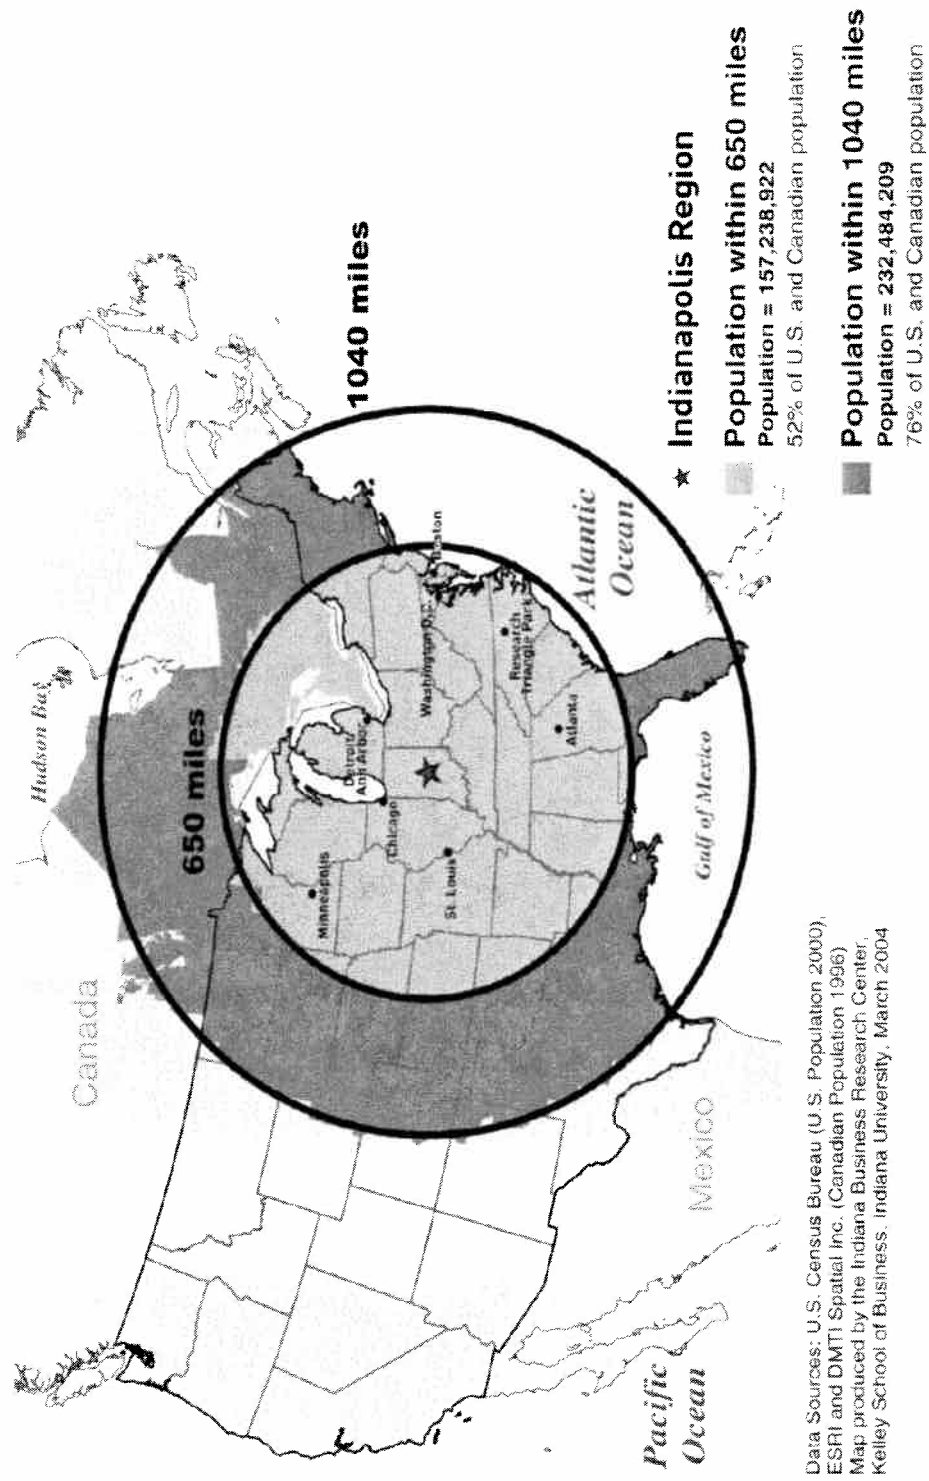 Canada
Hudson Bay
650 miles
1040 miles
Minneapolis
Detroit/
Ann Arbor
Chicago
St. Louis
Boston
Washington D.C.
Research
Triangle Park
Atlanta
Atlantic
Ocean
Gulf of Mexico
Mexico
Pacific
Ocean
Indianapolis Region
Population within 650 miles
Population = 157,238,922
52% of U.S. and Canadian population
Population within 1040 miles
Population = 232,484,209
76% of U.S. and Canadian population
Data Sources: U.S. Census Bureau (U.S. Population 2000),
ESRI and DMTI Spatial Inc. (Canadian Population 1996)
Map produced by the Indiana Business Research Center,
Kelley School of Business, Indiana University, March 2004